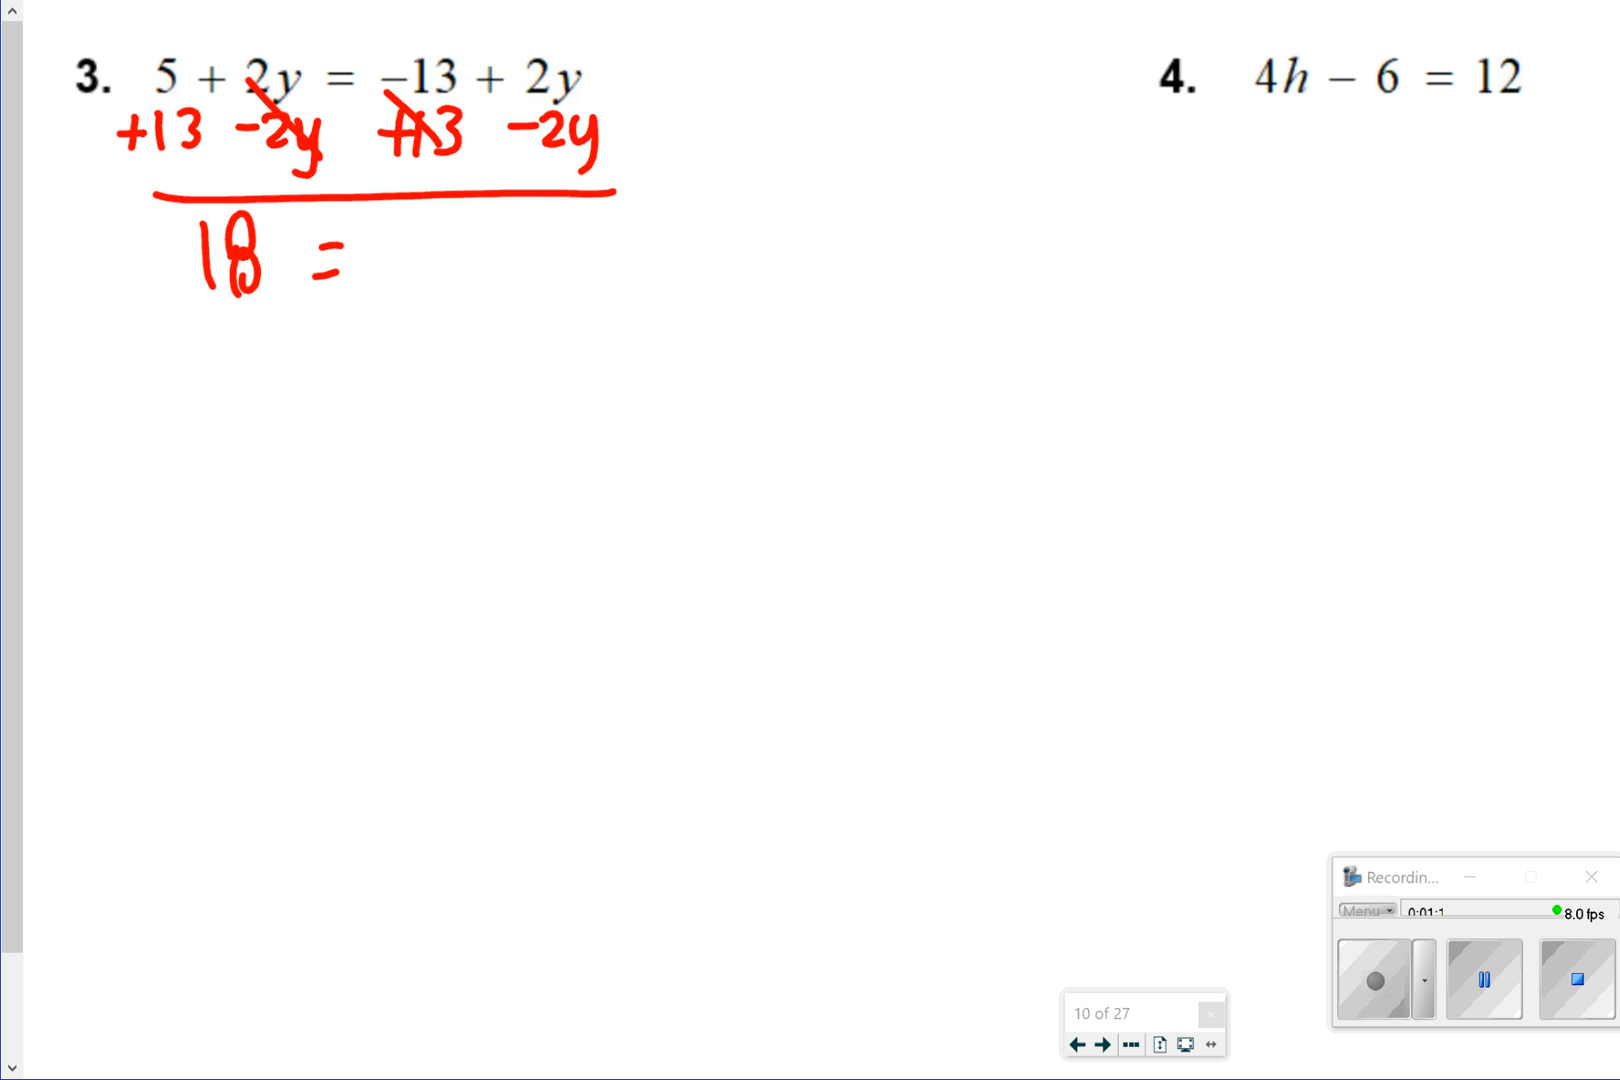 3. 5 + 2y = −13 + 2y
+13 -2y +13 -2y
18 =
4. 4h − 6 = 12
Recordin...
Menu 0:01:1 8.0 fps
10 of 27